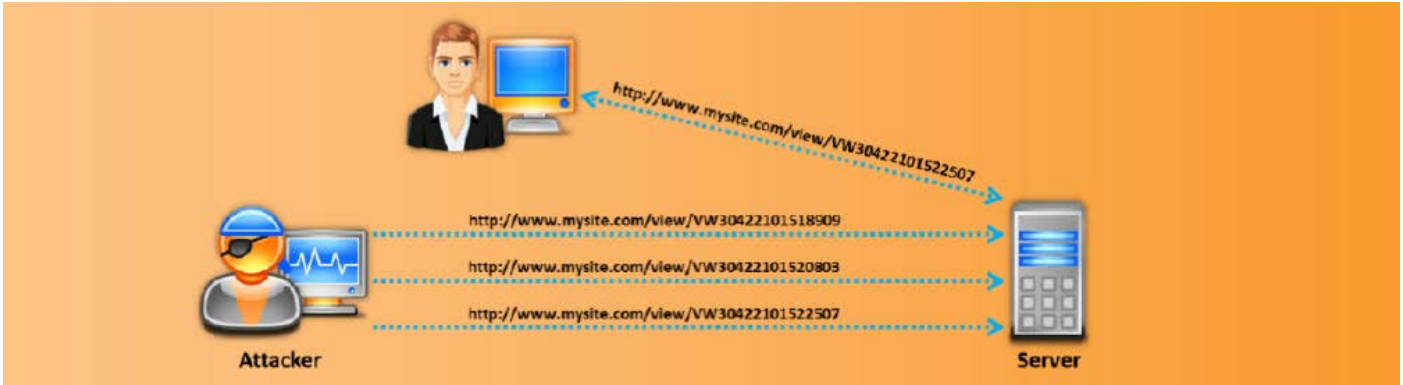 http://www.mysite.com/view/VW30422101522507
http://www.mysite.com/view/VW30422101518909
http://www.mysite.com/view/VW30422101520803
http://www.mysite.com/view/VW30422101522507
Attacker
Server